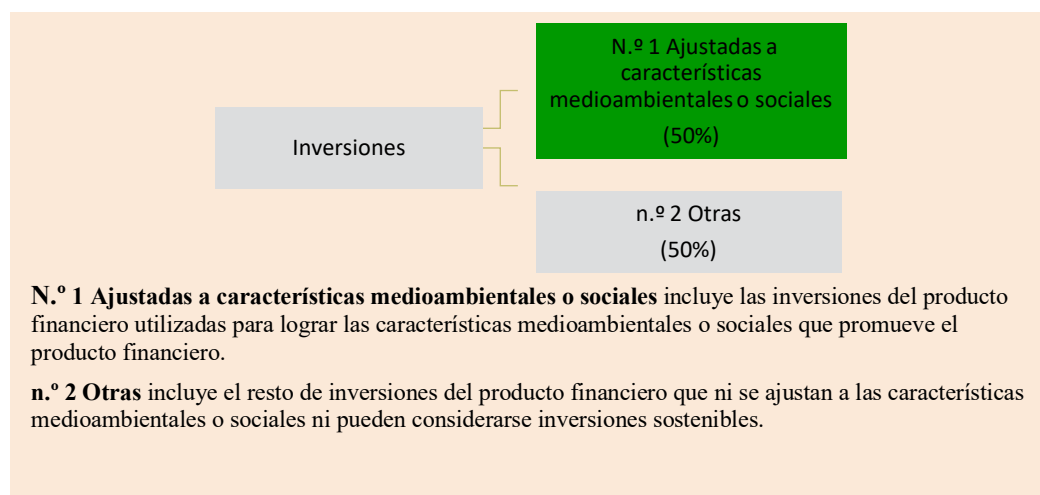 N.º 1 Ajustadas a
características
medioambientales o sociales
(50%)
Inversiones
n.º 2 Otras
(50%)
N.º 1 Ajustadas a características medioambientales o sociales incluye las inversiones del producto
financiero utilizadas para lograr las características medioambientales o sociales que promueve el
producto financiero.
n.º 2 Otras incluye el resto de inversiones del producto financiero que ni se ajustan a las características
medioambientales o sociales ni pueden considerarse inversiones sostenibles.